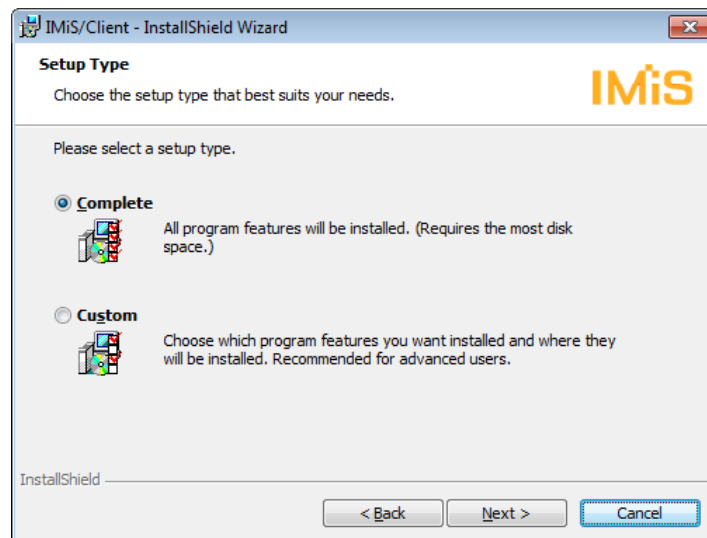 IMiS/Client - InstallShield Wizard
Setup Type
Choose the setup type that best suits your needs.
IMiS
Please select a setup type.
Complete
All program features will be installed. (Requires the most disk
space.)
Custom
Choose which program features you want installed and where they
will be installed. Recommended for advanced users.
InstallShield
< Back
Next >
Cancel